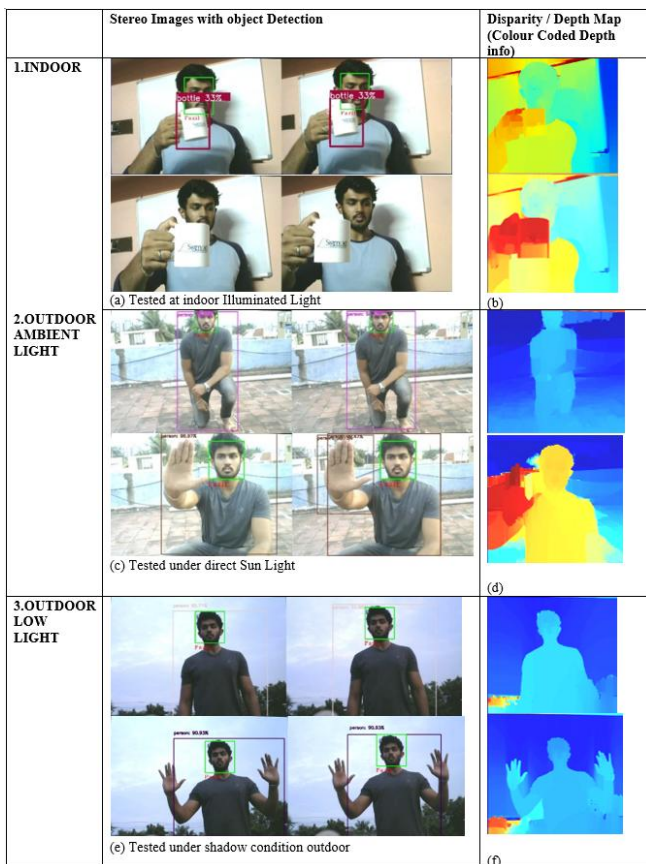 Stereo Images with object Detection
Disparity / Depth Map
(Colour Coded Depth
info)
1.INDOOR
bottle 33%
bottle 33%
(a) Tested at indoor Illuminated Light
(b)
2.OUTDOOR
AMBIENT
LIGHT
(c) Tested under direct Sun Light
(d)
3.OUTDOOR
LOW
LIGHT
person: 99.93%
(e) Tested under shadow condition outdoor
(f)